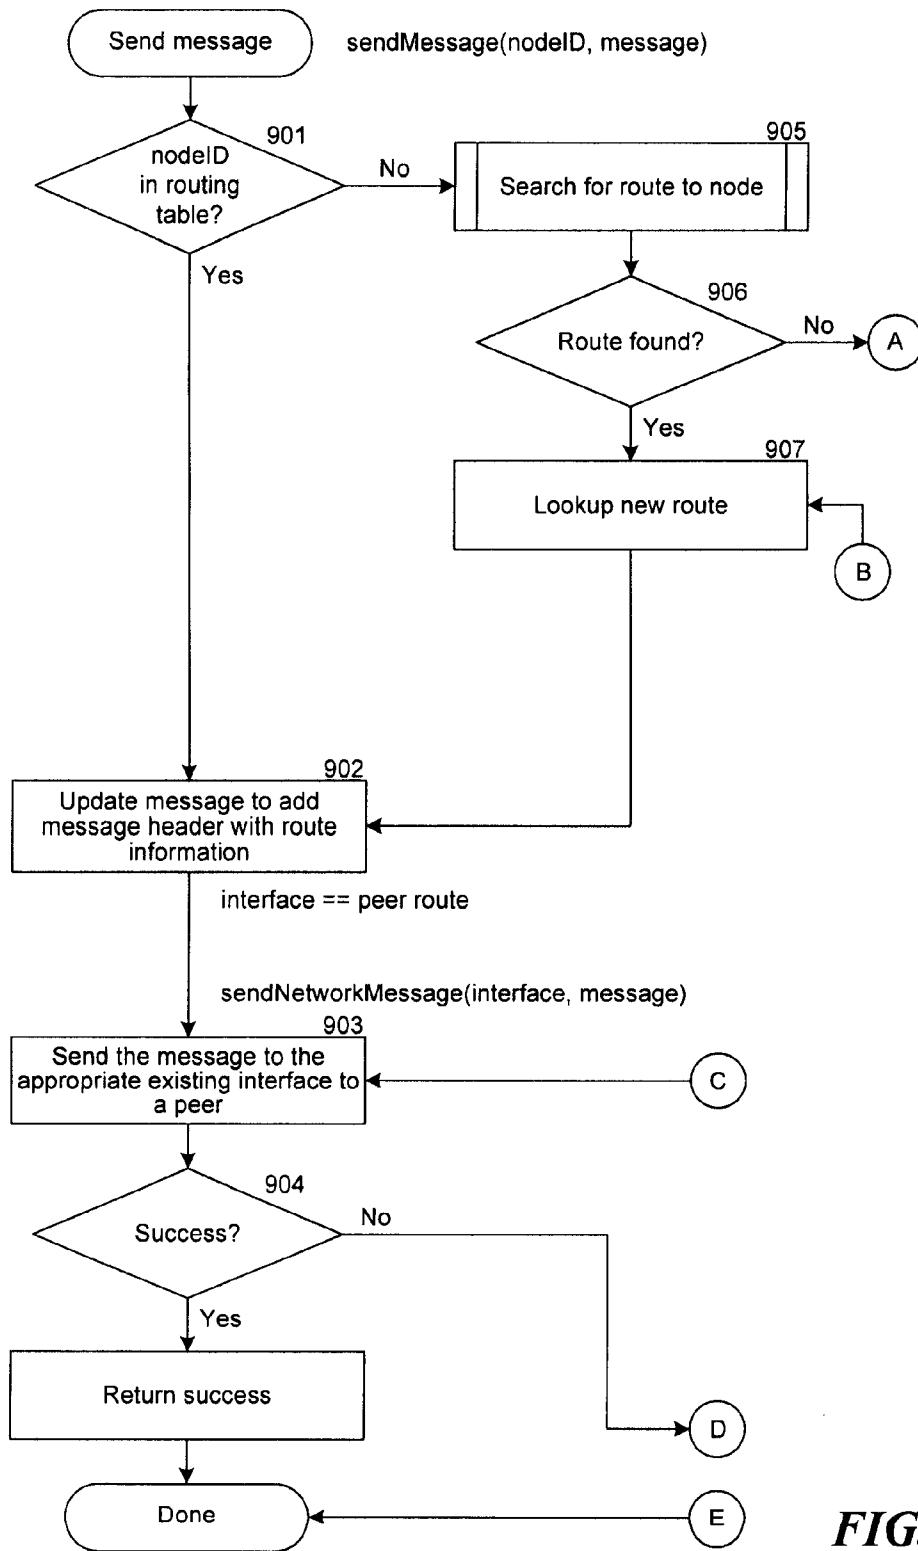 Send message
sendMessage(nodeID, message)
901
nodeID
in routing
table?
No
Yes
905
Search for route to node
906
Route found?
No
A
Yes
907
Lookup new route
B
902
Update message to add
message header with route
information
interface == peer route
sendNetworkMessage(interface, message)
903
Send the message to the
appropriate existing interface to
a peer
C
904
Success?
No
Yes
Return success
D
Done
E
FIG.